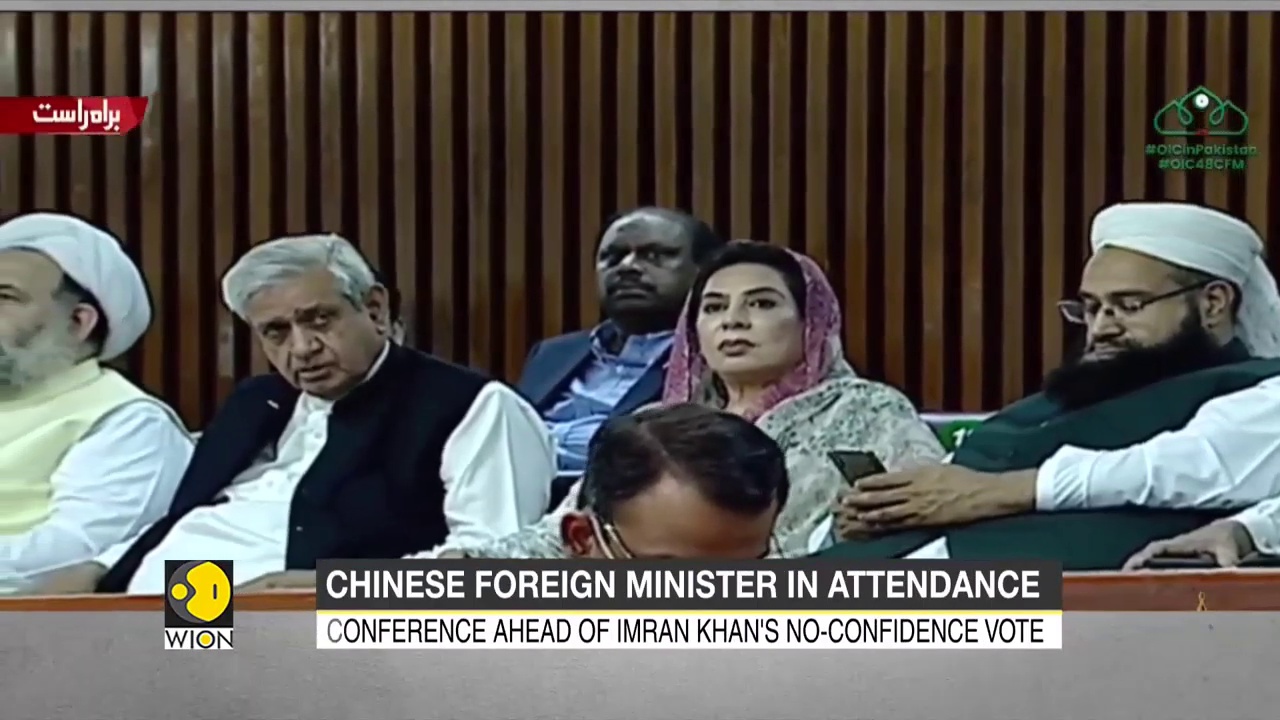 براہ راست
#OICinPakistan
#OIC48CFM
CHINESE FOREIGN MINISTER IN ATTENDANCE
CONFERENCE AHEAD OF IMRAN KHAN'S NO-CONFIDENCE VOTE
WION